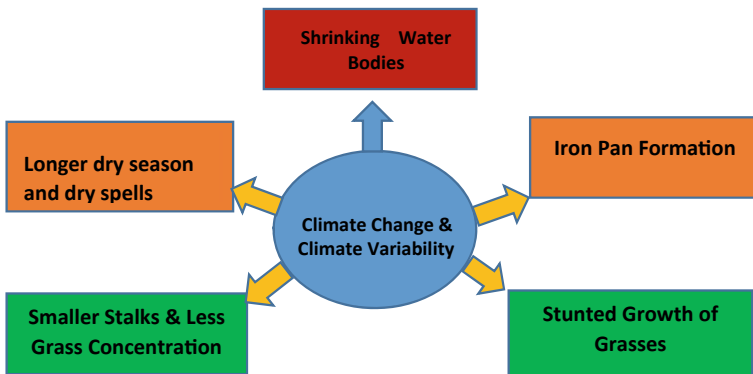 Shrinking Water
Bodies
Longer dry season
and dry spells
Iron Pan Formation
Climate Change &
Climate Variability
Smaller Stalks & Less
Grass Concentration
Stunted Growth of
Grasses